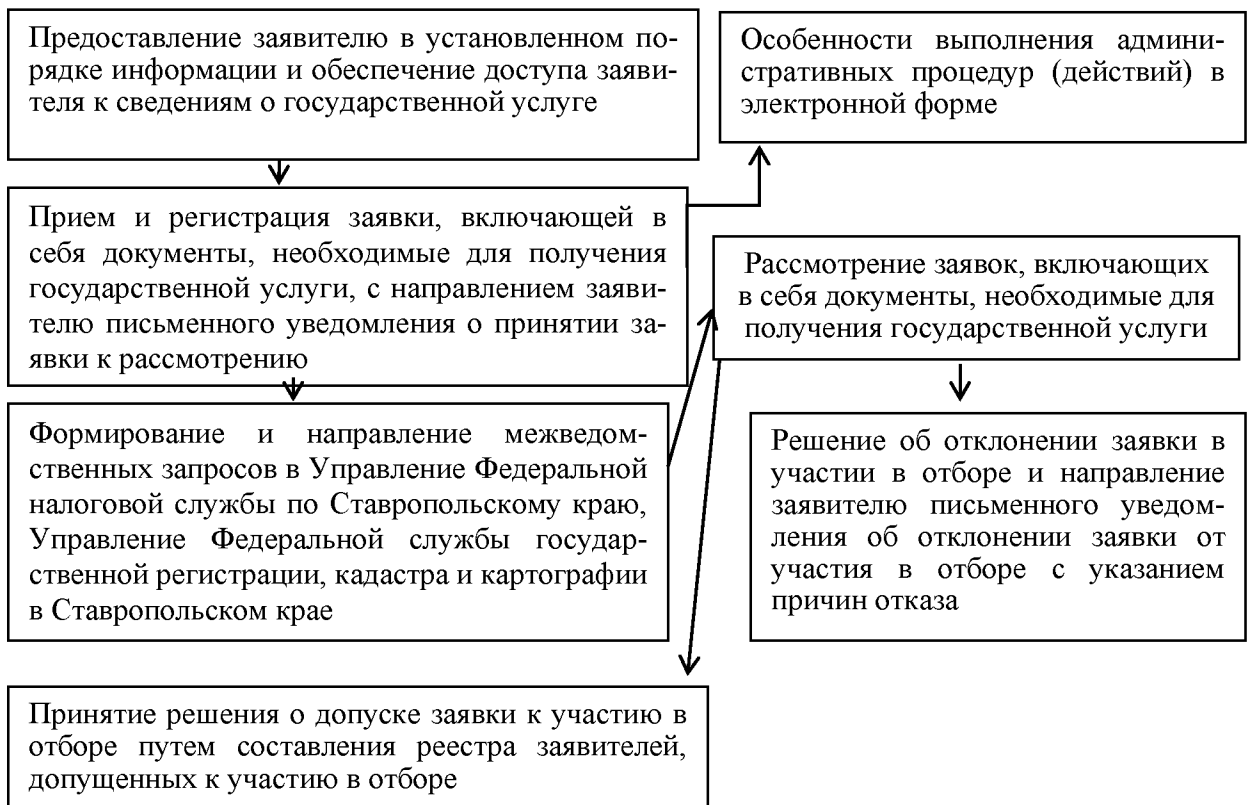 Предоставление заявителю в установленном по-
рядке информации и обеспечение доступа заяви-
теля к сведениям о государственной услуге
Особенности выполнения админи-
стративных процедур (действий) в
электронной форме
Прием и регистрация заявки, включающей в
себя документы, необходимые для получения
государственной услуги, с направлением заяви-
телю письменного уведомления о принятии за-
явки к рассмотрению
Рассмотрение заявок, включающих
в себя документы, необходимые для
получения государственной услуги
Формирование и направление межведом-
ственных запросов в Управление Федеральной
налоговой службы по Ставропольскому краю,
Управление Федеральной службы государ-
ственной регистрации, кадастра и картографии
в Ставропольском крае
Решение об отклонении заявки в
участии в отборе и направление
заявителю письменного уведом-
ления об отклонении заявки от
участия в отборе с указанием
причин отказа
Принятие решения о допуске заявки к участию в
отборе путем составления реестра заявителей,
допущенных к участию в отборе